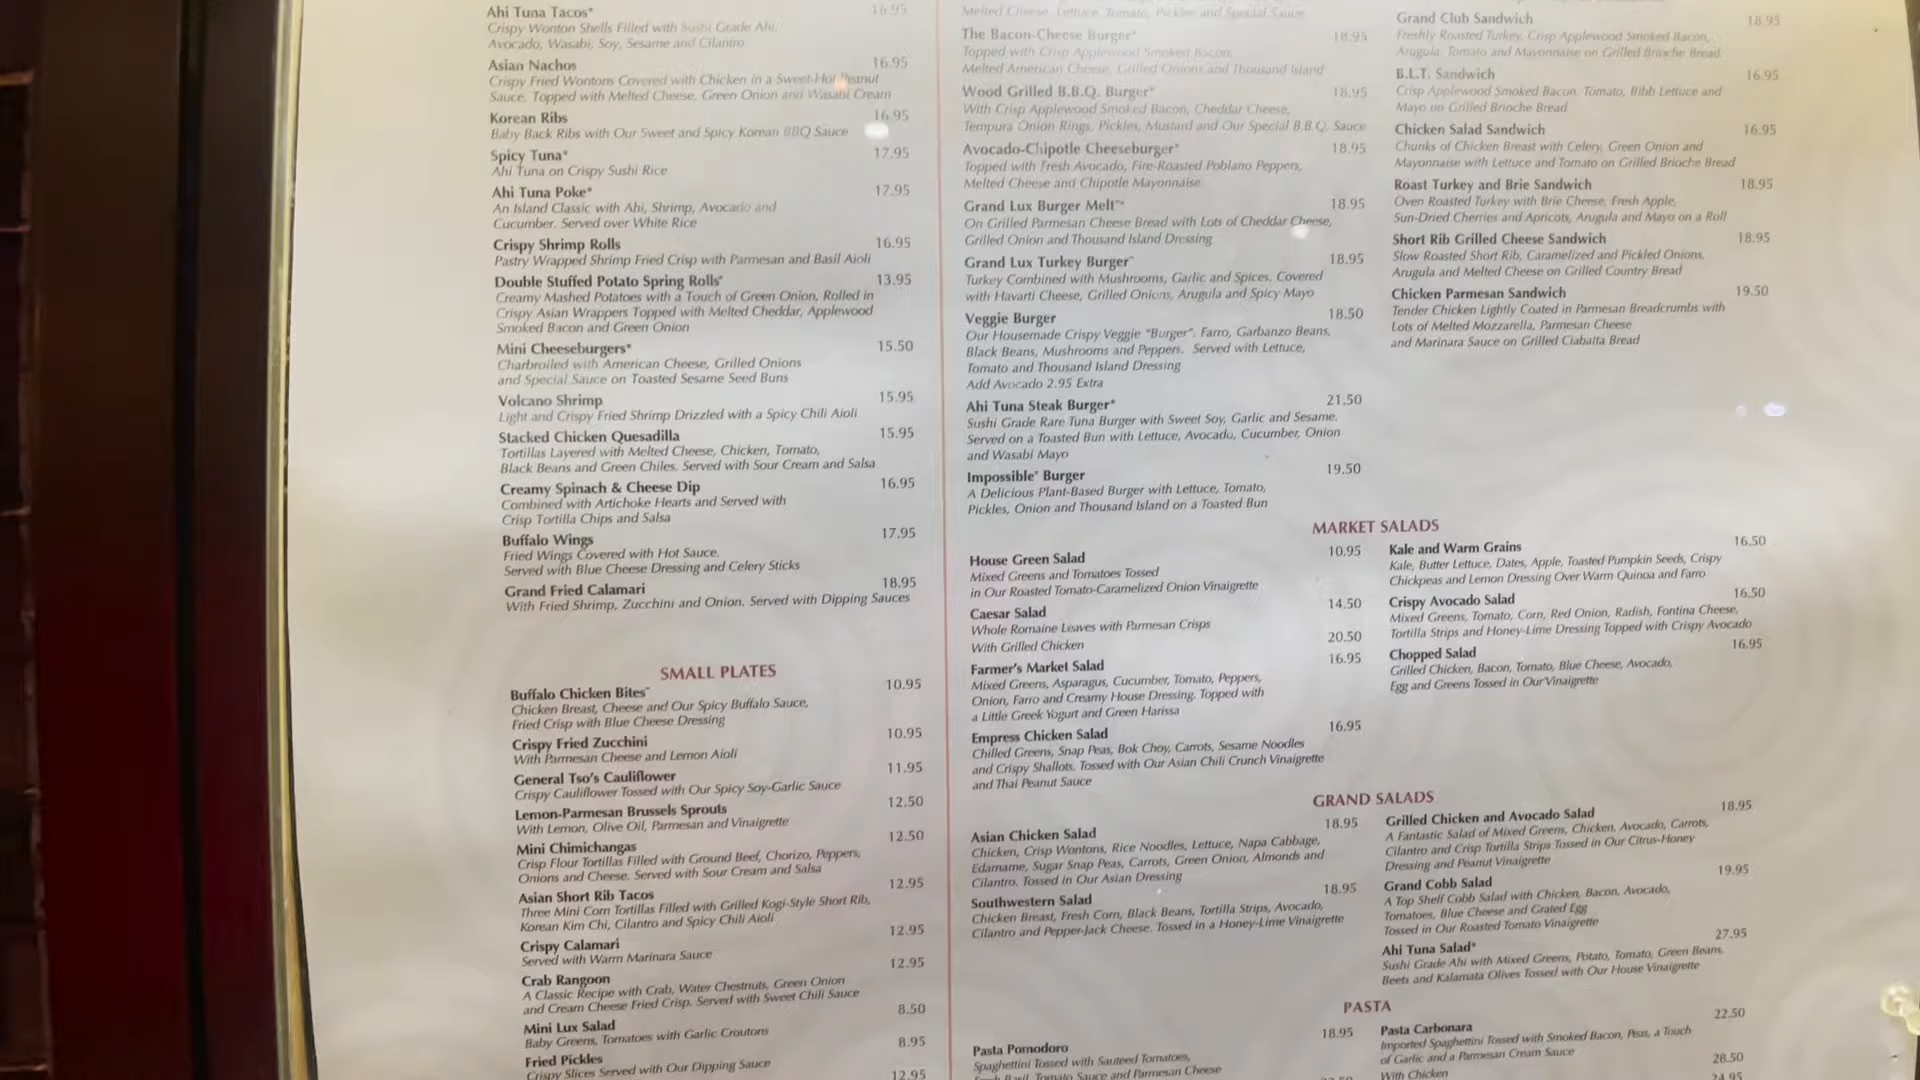 Ahi Tuna Tacos* 16.95
Crispy Wonton Shells Filled with Sushi Grade Ahi,
Avocado, Wasabi, Soy, Sesame and Cilantro
Asian Nachos 16.95
Crispy Fried Wontons Covered with Chicken in a Sweet-Hot Peanut
Sauce. Topped with Melted Cheese, Green Onion and Wasabi Cream
Korean Ribs 16.95
Baby Back Ribs with Our Sweet and Spicy Korean BBQ Sauce
Spicy Tuna* 17.95
Ahi Tuna on Crispy Sushi Rice
Ahi Tuna Poke* 17.95
An Island Classic with Ahi, Shrimp, Avocado and
Cucumber. Served over White Rice
Crispy Shrimp Rolls 16.95
Pastry Wrapped Shrimp Fried Crisp with Parmesan and Basil Aioli
Double Stuffed Potato Spring Rolls* 13.95
Creamy Mashed Potatoes with a Touch of Green Onion, Rolled in
Crispy Asian Wrappers Topped with Melted Cheddar, Applewood
Smoked Bacon and Green Onion
Mini Cheeseburgers* 15.50
Charbroiled with American Cheese, Grilled Onions
and Special Sauce on Toasted Sesame Seed Buns
Volcano Shrimp 15.95
Light and Crispy Fried Shrimp Drizzled with a Spicy Chili Aioli
Stacked Chicken Quesadilla 15.95
Tortillas Layered with Melted Cheese, Chicken, Tomato,
Black Beans and Green Chiles. Served with Sour Cream and Salsa
Creamy Spinach & Cheese Dip 16.95
Combined with Artichoke Hearts and Served with
Crisp Tortilla Chips and Salsa
Buffalo Wings 17.95
Fried Wings Covered with Hot Sauce.
Served with Blue Cheese Dressing and Celery Sticks
Grand Fried Calamari 18.95
With Fried Shrimp, Zucchini and Onion. Served with Dipping Sauces
SMALL PLATES
Buffalo Chicken Bites™ 10.95
Chicken Breast, Cheese and Our Spicy Buffalo Sauce,
Fried Crisp with Blue Cheese Dressing
Crispy Fried Zucchini 10.95
With Parmesan Cheese and Lemon Aioli
General Tso's Cauliflower 11.95
Crispy Cauliflower Tossed with Our Spicy Soy-Garlic Sauce
Lemon-Parmesan Brussels Sprouts 12.50
With Lemon, Olive Oil, Parmesan and Vinaigrette
Mini Chimichangas 12.50
Crisp Flour Tortillas Filled with Ground Beef, Chorizo, Peppers,
Onions and Cheese. Served with Sour Cream and Salsa
Asian Short Rib Tacos 12.95
Three Mini Corn Tortillas Filled with Grilled Kogi-Style Short Rib,
Korean Kim Chi, Cilantro and Spicy Chili Aioli
Crispy Calamari 12.95
Served with Warm Marinara Sauce
Crab Rangoon 12.95
A Classic Recipe with Crab, Water Chestnuts, Green Onion
and Cream Cheese Fried Crisp. Served with Sweet Chili Sauce
Mini Lux Salad 8.50
Baby Greens, Tomatoes with Garlic Croutons
Fried Pickles 8.95
Crispy Slices Served with Our Dipping Sauce
12.95
Melted Cheese, Lettuce, Tomato, Pickles and Special Sauce
The Bacon-Cheese Burger* 18.95
Topped with Crisp Applewood Smoked Bacon,
Melted American Cheese, Grilled Onions and Thousand Island
Wood Grilled B.B.Q. Burger* 18.95
With Crisp Applewood Smoked Bacon, Cheddar Cheese,
Tempura Onion Rings, Pickles, Mustard and Our Special B.B.Q. Sauce
Avocado-Chipotle Cheeseburger* 18.95
Topped with Fresh Avocado, Fire-Roasted Poblano Peppers,
Melted Cheese and Chipotle Mayonnaise
Grand Lux Burger Melt™* 18.95
On Grilled Parmesan Cheese Bread with Lots of Cheddar Cheese,
Grilled Onion and Thousand Island Dressing
Grand Lux Turkey Burger™ 18.95
Turkey Combined with Mushrooms, Garlic and Spices. Covered
with Havarti Cheese, Grilled Onions, Arugula and Spicy Mayo
Veggie Burger 18.50
Our Housemade Crispy Veggie "Burger". Farro, Garbanzo Beans,
Black Beans, Mushrooms and Peppers. Served with Lettuce,
Tomato and Thousand Island Dressing
Add Avocado 2.95 Extra
Ahi Tuna Steak Burger* 21.50
Sushi Grade Rare Tuna Burger with Sweet Soy, Garlic and Sesame.
Served on a Toasted Bun with Lettuce, Avocado, Cucumber, Onion
and Wasabi Mayo
Impossible® Burger 19.50
A Delicious Plant-Based Burger with Lettuce, Tomato,
Pickles, Onion and Thousand Island on a Toasted Bun
Grand Club Sandwich 18.95
Freshly Roasted Turkey, Crisp Applewood Smoked Bacon,
Arugula, Tomato and Mayonnaise on Grilled Brioche Bread
B.L.T. Sandwich 16.95
Crisp Applewood Smoked Bacon, Tomato, Bibb Lettuce and
Mayo on Grilled Brioche Bread
Chicken Salad Sandwich 16.95
Chunks of Chicken Breast with Celery, Green Onion and
Mayonnaise with Lettuce and Tomato on Grilled Brioche Bread
Roast Turkey and Brie Sandwich 18.95
Oven Roasted Turkey with Brie Cheese, Fresh Apple,
Sun-Dried Cherries and Apricots, Arugula and Mayo on a Roll
Short Rib Grilled Cheese Sandwich 18.95
Slow Roasted Short Rib, Caramelized and Pickled Onions,
Arugula and Melted Cheese on Grilled Country Bread
Chicken Parmesan Sandwich 19.50
Tender Chicken Lightly Coated in Parmesan Breadcrumbs with
Lots of Melted Mozzarella, Parmesan Cheese
and Marinara Sauce on Grilled Ciabatta Bread
MARKET SALADS
House Green Salad 10.95
Mixed Greens and Tomatoes Tossed
in Our Roasted Tomato-Caramelized Onion Vinaigrette
Caesar Salad 14.50
Whole Romaine Leaves with Parmesan Crisps
With Grilled Chicken 20.50
Farmer's Market Salad 16.95
Mixed Greens, Asparagus, Cucumber, Tomato, Peppers,
Onion, Farro and Creamy House Dressing. Topped with
a Little Greek Yogurt and Green Harissa
Empress Chicken Salad 16.95
Chilled Greens, Snap Peas, Bok Choy, Carrots, Sesame Noodles
and Crispy Shallots. Tossed with Our Asian Chili Crunch Vinaigrette
and Thai Peanut Sauce
Kale and Warm Grains 16.50
Kale, Butter Lettuce, Dates, Apple, Toasted Pumpkin Seeds, Crispy
Chickpeas and Lemon Dressing Over Warm Quinoa and Farro
Crispy Avocado Salad 16.50
Mixed Greens, Tomato, Corn, Red Onion, Radish, Fontina Cheese,
Tortilla Strips and Honey-Lime Dressing Topped with Crispy Avocado
Chopped Salad 16.95
Grilled Chicken, Bacon, Tomato, Blue Cheese, Avocado,
Egg and Greens Tossed in Our Vinaigrette
GRAND SALADS
Asian Chicken Salad 18.95
Chicken, Crisp Wontons, Rice Noodles, Lettuce, Napa Cabbage,
Edamame, Sugar Snap Peas, Carrots, Green Onion, Almonds and
Cilantro. Tossed in Our Asian Dressing
Southwestern Salad 18.95
Chicken Breast, Fresh Corn, Black Beans, Tortilla Strips, Avocado,
Cilantro and Pepper-Jack Cheese. Tossed in a Honey-Lime Vinaigrette
Grilled Chicken and Avocado Salad 18.95
A Fantastic Salad of Mixed Greens, Chicken, Avocado, Carrots,
Cilantro and Crisp Tortilla Strips Tossed in Our Citrus-Honey
Dressing and Peanut Vinaigrette
Grand Cobb Salad 19.95
A Top Shelf Cobb Salad with Chicken, Bacon, Avocado,
Tomatoes, Blue Cheese and Grated Egg
Tossed in Our Roasted Tomato Vinaigrette
Ahi Tuna Salad* 27.95
Sushi Grade Ahi with Mixed Greens, Potato, Tomato, Green Beans,
Beets and Kalamata Olives Tossed with Our House Vinaigrette
PASTA
Pasta Pomodoro 18.95
Spaghettini Tossed with Sauteed Tomatoes,
Fresh Basil, Tomato Sauce and Parmesan Cheese
Pasta Carbonara 22.50
Imported Spaghettini Tossed with Smoked Bacon, Peas, a Touch
of Garlic and a Parmesan Cream Sauce
With Chicken 28.50
24.95